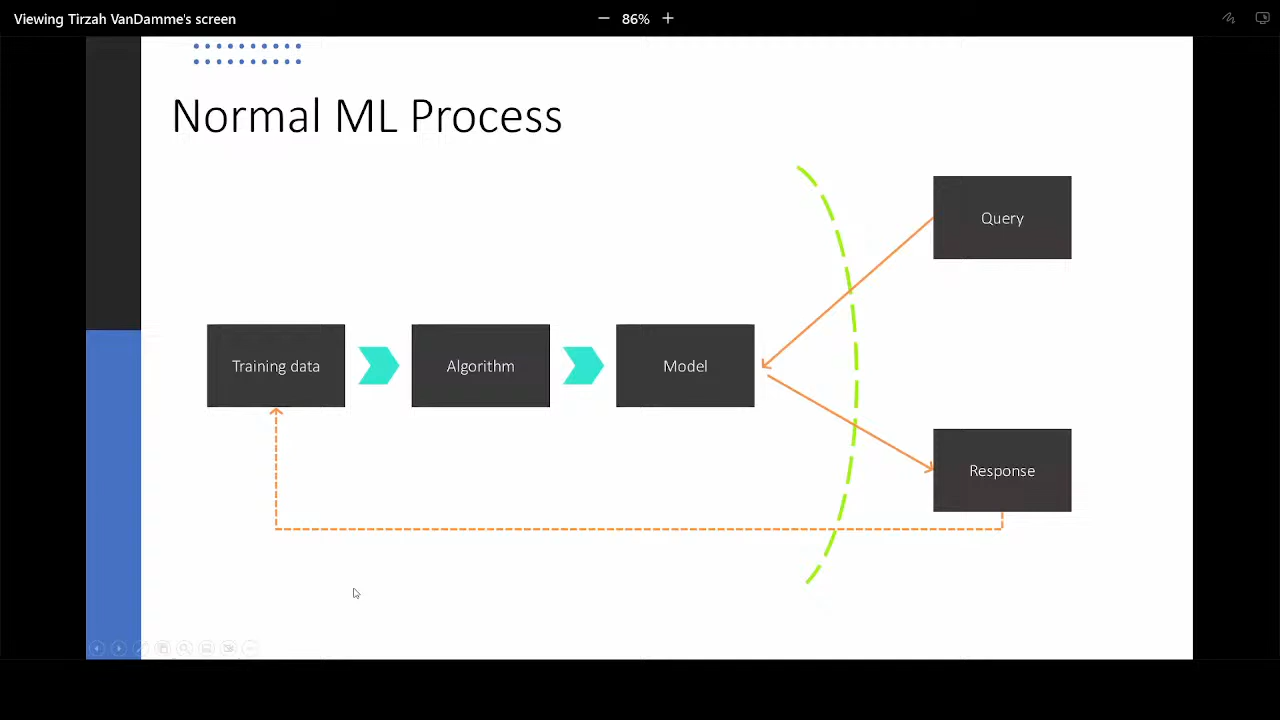 Viewing Tirzah VanDamme's screen
86%
Normal ML Process
Query
Training data
Algorithm
Model
Response